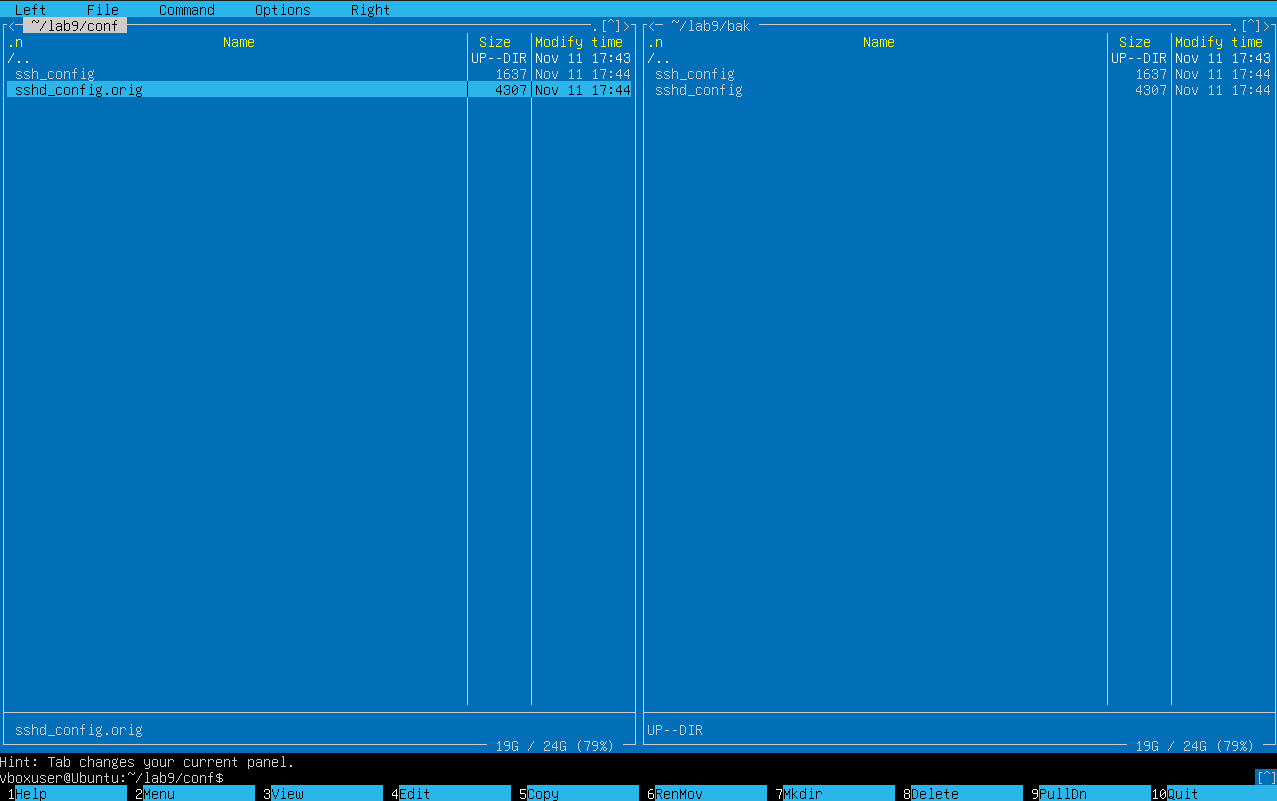 Left File Command Options Right
┌<─ ~/lab9/conf ─.[^]>┐┌<─ ~/lab9/bak ─.[^]>┐
.n Name Size Modify time .n Name Size Modify time
/.. UP--DIR Nov 11 17:43 /.. UP--DIR Nov 11 17:43
ssh_config 1637 Nov 11 17:44 ssh_config 1637 Nov 11 17:44
sshd_config.orig 4307 Nov 11 17:44 sshd_config 4307 Nov 11 17:44
sshd_config.orig UP--DIR
19G / 24G (79%) 19G / 24G (79%)
Hint: Tab changes your current panel.
vboxuser@Ubuntu:~/lab9/conf$ [^]
1Help 2Menu 3View 4Edit 5Copy 6RenMov 7Mkdir 8Delete 9PullDn 10Quit